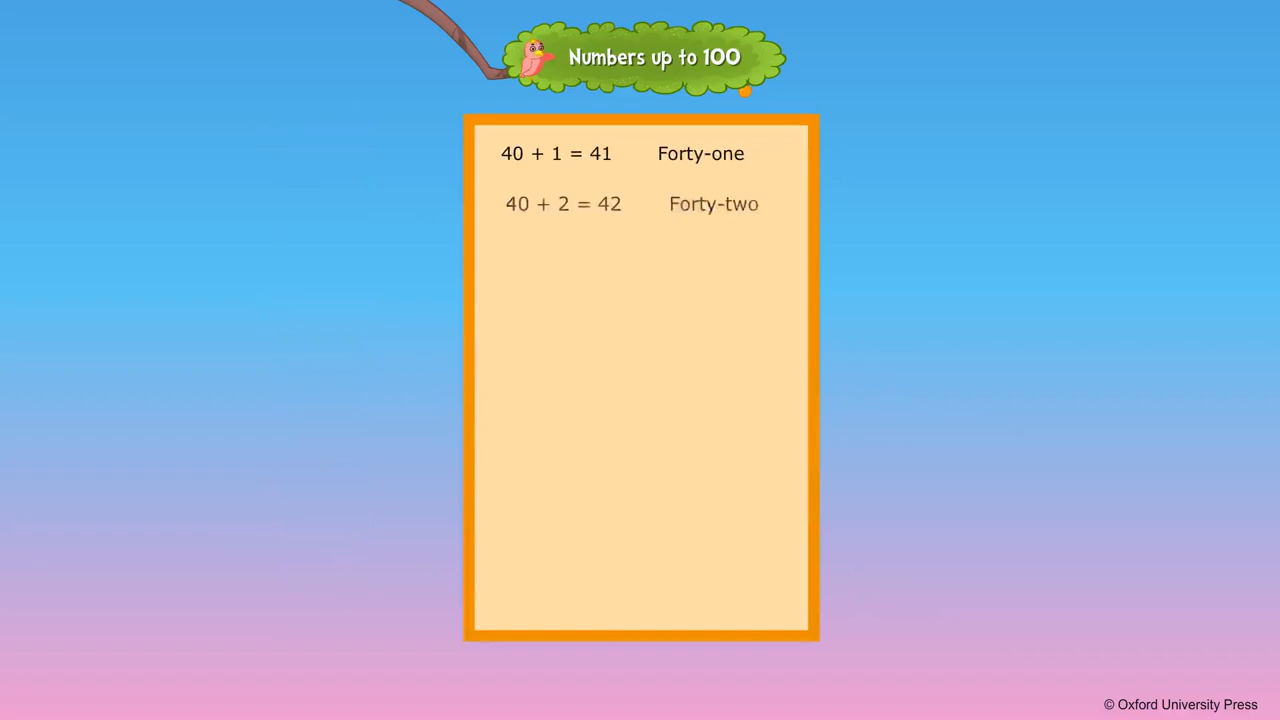 Numbers up to 100
40 + 1 = 41 Forty-one
40 + 2 = 42 Forty-two
© Oxford University Press